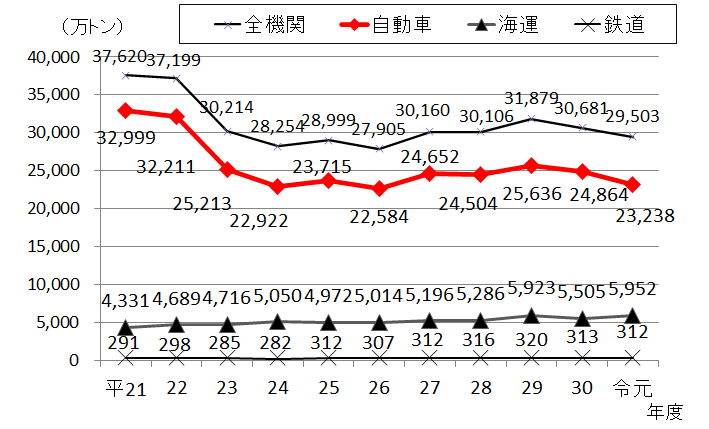 （万トン） 全機関 自動車 海運 鉄道
40,000
37,620 37,199
35,000
30,214 28,254 28,999 27,905 30,160 30,106 31,879 30,681 29,503
30,000
32,999 32,211 25,213 22,922 23,715 22,584 24,652 24,504 25,636 24,864 23,238
25,000
20,000
15,000
10,000
4,331 4,689 4,716 5,050 4,972 5,014 5,196 5,286 5,923 5,505 5,952
5,000
291 298 285 282 312 307 312 316 320 313 312
0
平21 22 23 24 25 26 27 28 29 30 令元
年度